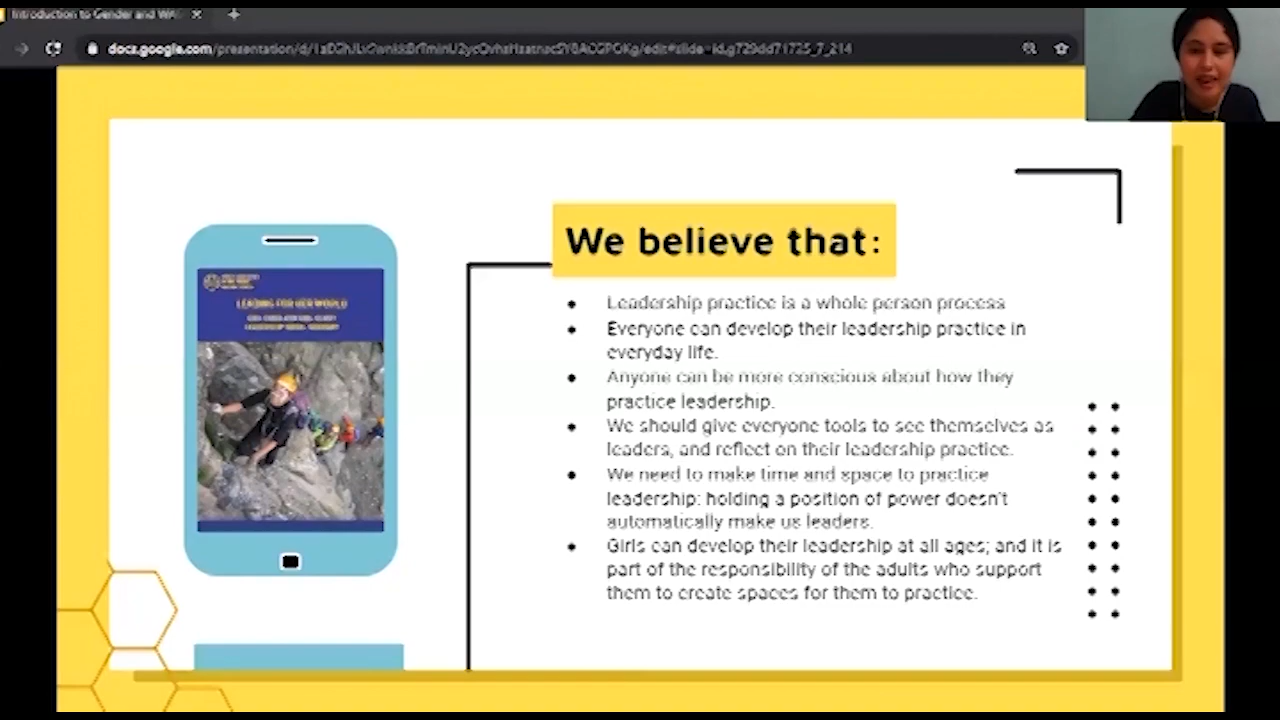 Introduction to Gender and WA
docs.google.com/presentation/d/
We believe that:
Leadership practice is a whole person process
Everyone can develop their leadership practice in
everyday life.
Anyone can be more conscious about how they
practice leadership.
We should give everyone tools to see themselves as
leaders, and reflect on their leadership practice.
We need to make time and space to practice
leadership: holding a position of power doesn't
automatically make us leaders.
Girls can develop their leadership at all ages; and it is
part of the responsibility of the adults who support
them to create spaces for them to practice.
LEADING FOR HER WORLD